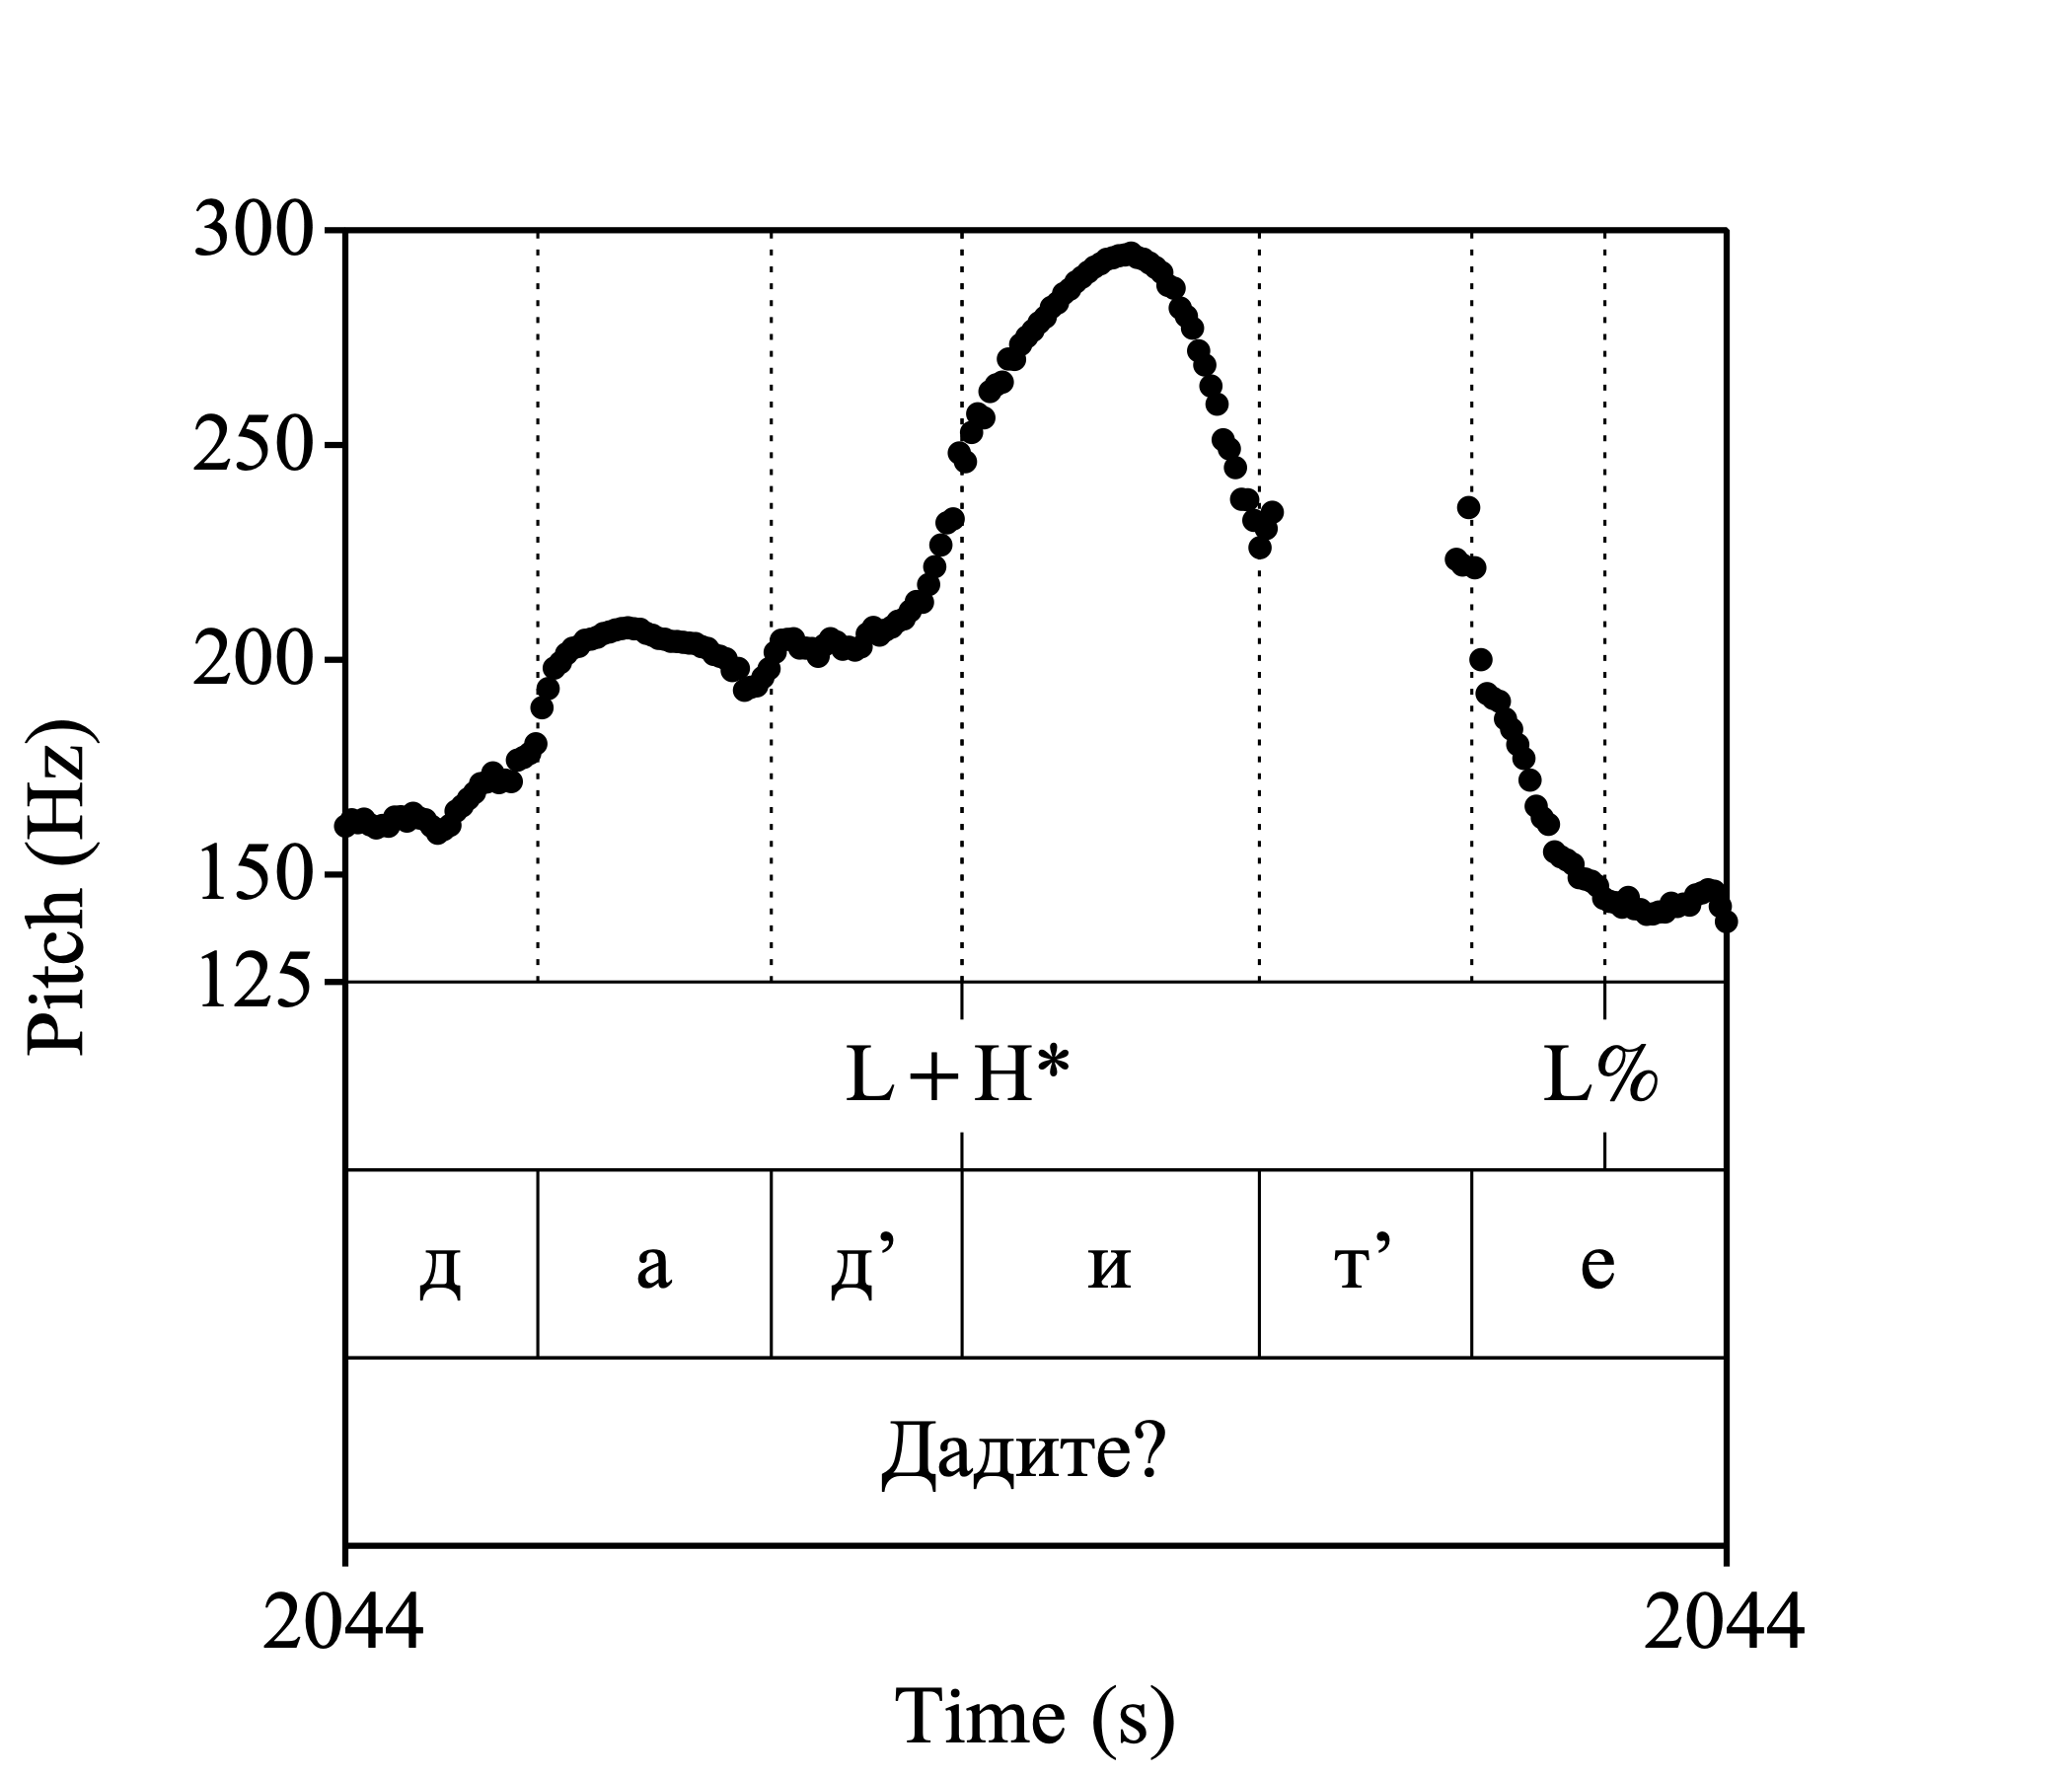 300
250
200
150
125
Pitch (Hz)
L+H* L%
д а д’ и т’ е
Дадите?
2044 2044
Time (s)